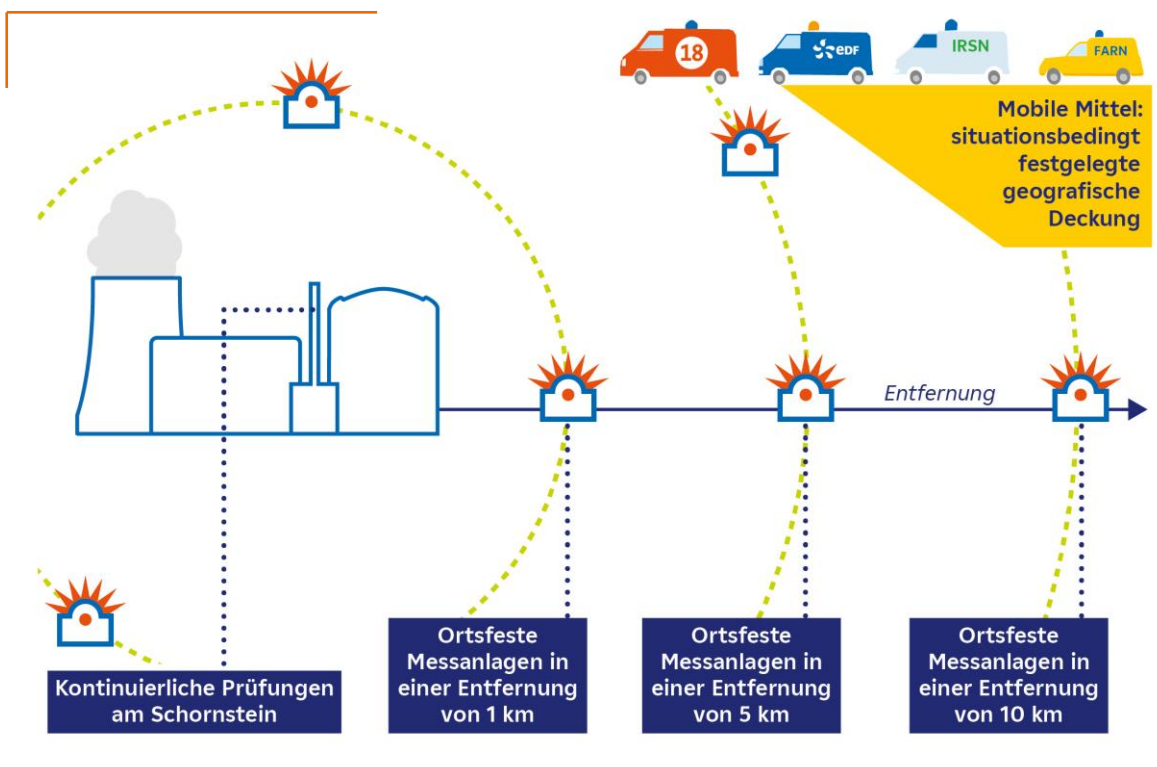 18
edF
IRSN
FARN
Mobile Mittel:
situationsbedingt
festgelegte
geografische
Deckung
Entfernung
Kontinuierliche Prüfungen
am Schornstein
Ortsfeste
Messanlagen in
einer Entfernung
von 1 km
Ortsfeste
Messanlagen in
einer Entfernung
von 5 km
Ortsfeste
Messanlagen in
einer Entfernung
von 10 km